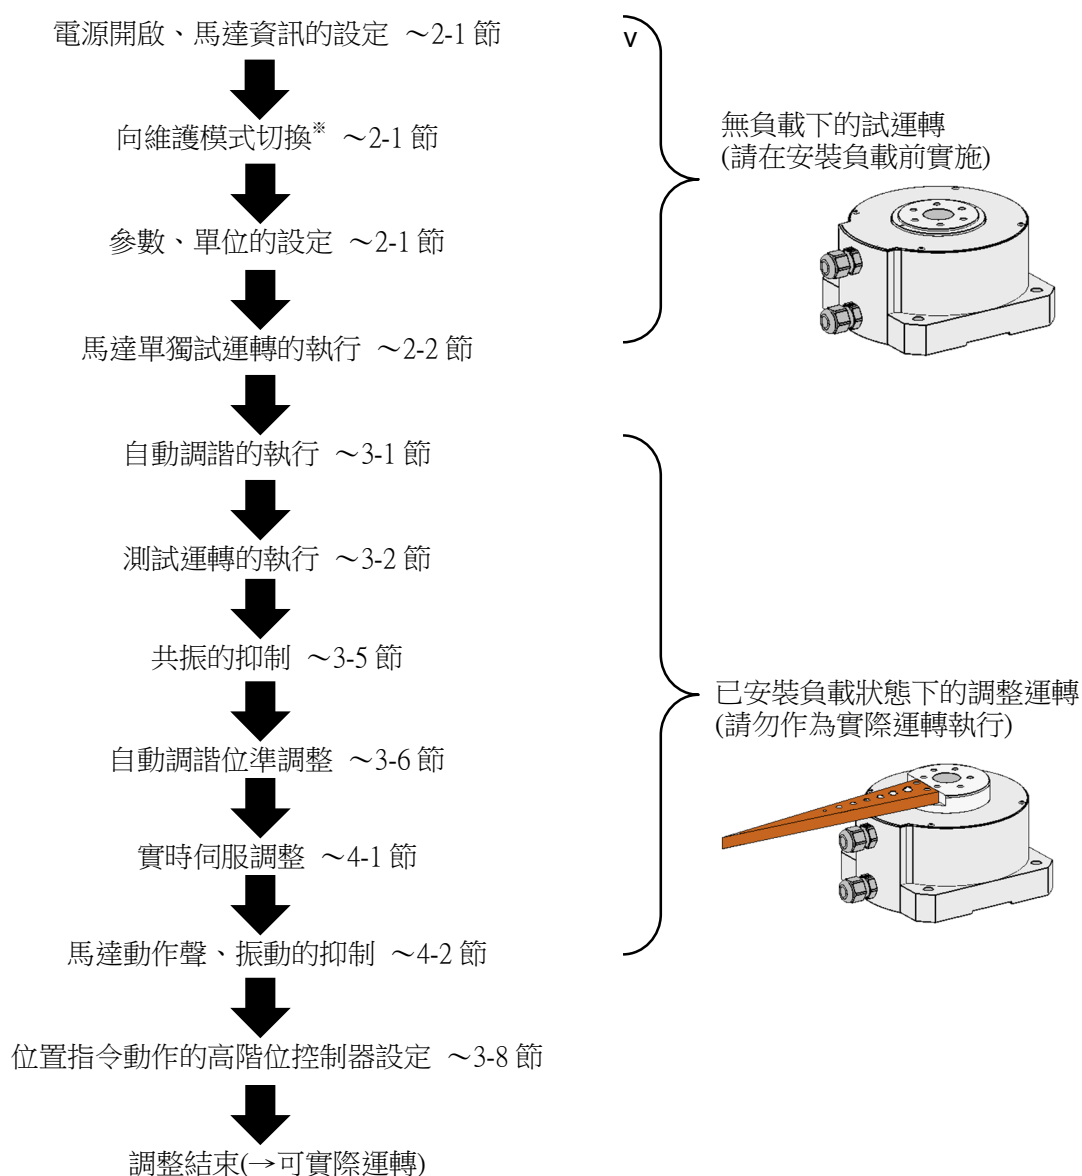 電源開啟、馬達資訊的設定 ～2-1 節
v
向維護模式切換※ ～2-1 節
無負載下的試運轉
(請在安裝負載前實施)
參數、單位的設定 ～2-1 節
馬達單獨試運轉的執行 ～2-2 節
自動調諧的執行 ～3-1 節
測試運轉的執行 ～3-2 節
共振的抑制 ～3-5 節
已安裝負載狀態下的調整運轉
(請勿作為實際運轉執行)
自動調諧位準調整 ～3-6 節
實時伺服調整 ～4-1 節
馬達動作聲、振動的抑制 ～4-2 節
位置指令動作的高階位控制器設定 ～3-8 節
調整結束(→可實際運轉)